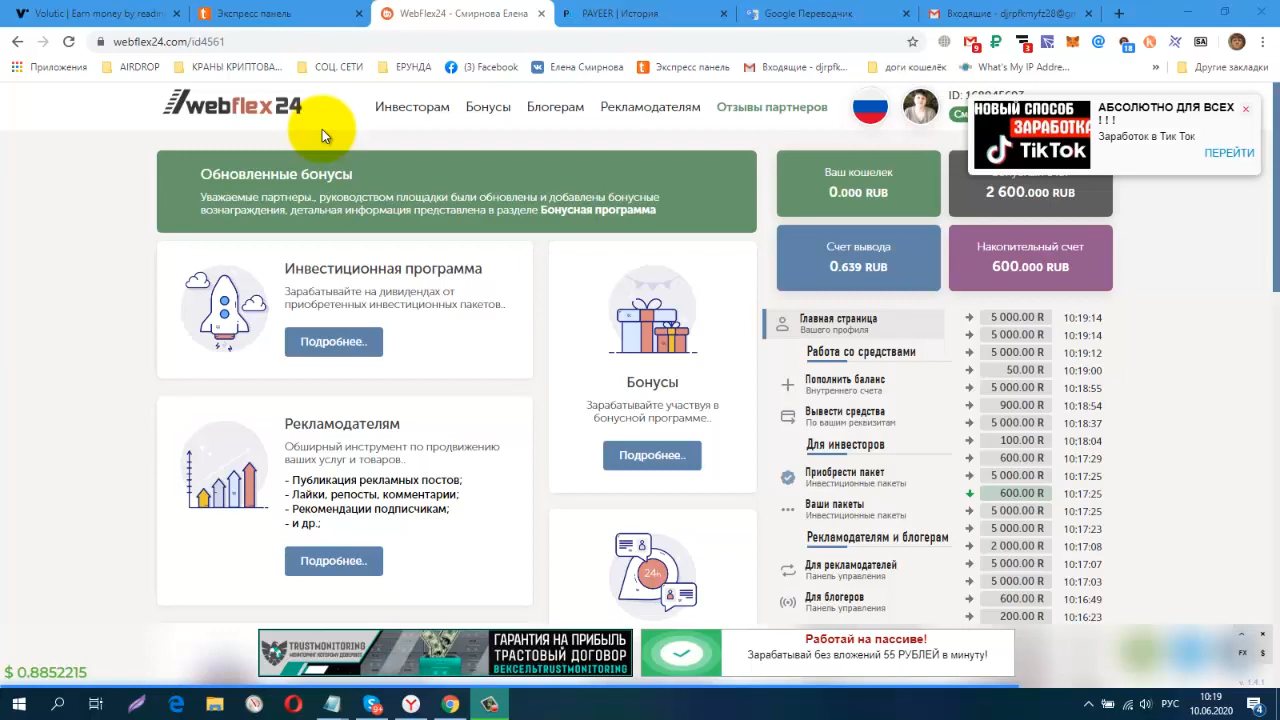 Volutic | Earn money by reading
Экспресс панель
WebFlex24 - Смирнова Елена
PAYEER | История
Google Переводчик
Входящие - djrpfkmyfz28@gm
webflex24.com/id4561
9
3
18
Приложения
AIRDROP
КРАНЫ КРИПТОВА...
СОЦ. СЕТИ
ЕРУНДА
(3) Facebook
Елена Смирнова
Экспресс панель
Входящие - djrpfk...
доги кошелёк
What's My IP Addre...
»
Другие закладки
webflex24
Инвесторам
Бонусы
Блогерам
Рекламодателям
Отзывы партнеров
НОВЫЙ СПОСОБ
ЗАРАБОТКА
TikTok
АБСОЛЮТНО ДЛЯ ВСЕХ
! ! !
Заработок в Тик Ток
ПЕРЕЙТИ
Обновленные бонусы
Уважаемые партнеры., руководством площадки были обновлены и добавлены бонусные
вознаграждения, детальная информация представлена в разделе Бонусная программа
Ваш кошелек
0.000 RUB
2 600.000 RUB
Счет вывода
0.639 RUB
Накопительный счет
600.000 RUB
Инвестиционная программа
Зарабатывайте на дивидендах от
приобретенных инвестиционных пакетов..
Подробнее..
Бонусы
Зарабатывайте участвуя в
бонусной программе..
Подробнее..
Рекламодателям
Обширный инструмент по продвижению
ваших услуг и товаров..
- Публикация рекламных постов;
- Лайки, репосты, комментарии;
- Рекомендации подписчикам;
- и др.;
Подробнее..
24ч
Главная страница
Вашего профиля
Работа со средствами
Пополнить баланс
Внутреннего счета
Вывести средства
По вашим реквизитам
Для инвесторов
Приобрести пакет
Инвестиционные пакеты
Ваши пакеты
Инвестиционные пакеты
Рекламодателям и блогерам
Для рекламодателей
Панель управления
Для блогеров
Панель управления
5 000.00 R 10:19:14
5 000.00 R 10:19:14
5 000.00 R 10:19:12
50.00 R 10:19:00
5 000.00 R 10:18:55
900.00 R 10:18:54
5 000.00 R 10:18:37
100.00 R 10:18:04
600.00 R 10:17:29
5 000.00 R 10:17:25
600.00 R 10:17:25
5 000.00 R 10:17:25
5 000.00 R 10:17:23
2 000.00 R 10:17:08
5 000.00 R 10:17:07
5 000.00 R 10:17:03
600.00 R 10:16:49
200.00 R 10:16:23
TRUSTMONITORING
ГАРАНТИЯ НА ПРИБЫЛЬ
ТРАСТОВЫЙ ДОГОВОР
ВЕКСЕЛЬTRUSTMONITORING
Работай на пассиве!
Зарабатывай без вложений 55 РУБЛЕЙ в минуту!
$ 0.8852215
v. 1.4.1
РУС
10:19
10.06.2020
4